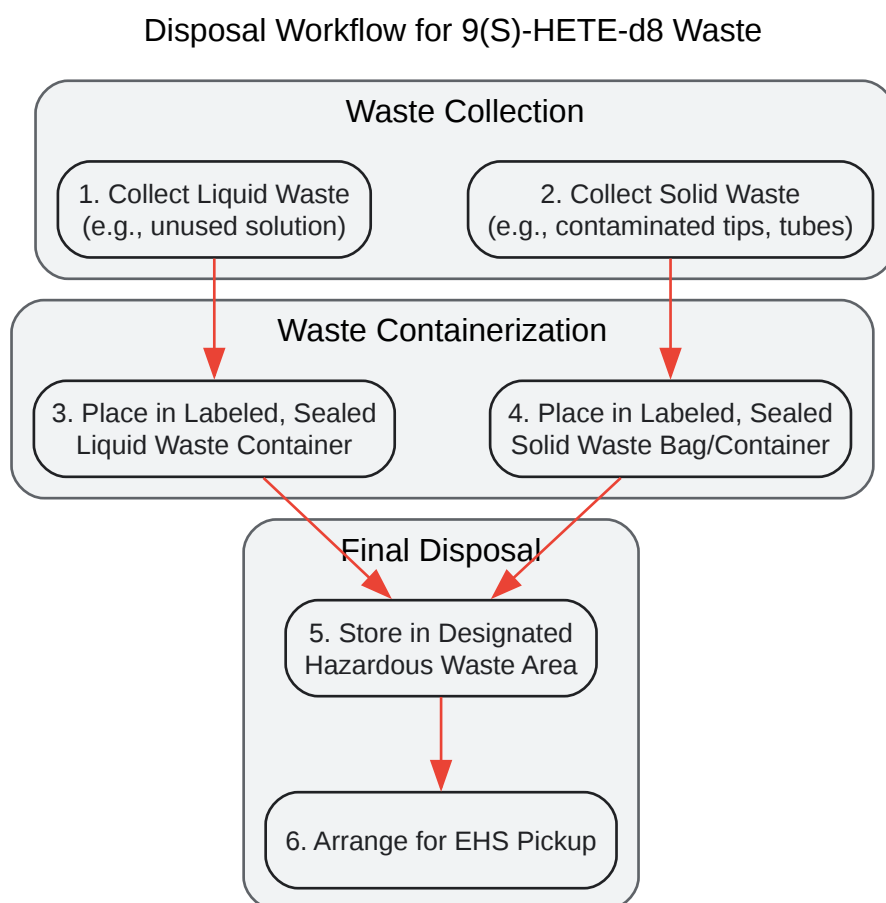 Disposal Workflow for 9(S)-HETE-d8 Waste
Waste Collection
1. Collect Liquid Waste
(e.g., unused solution)
2. Collect Solid Waste
(e.g., contaminated tips, tubes)
Waste Containerization
3. Place in Labeled, Sealed
Liquid Waste Container
4. Place in Labeled, Sealed
Solid Waste Bag/Container
Final Disposal
5. Store in Designated
Hazardous Waste Area
6. Arrange for EHS Pickup